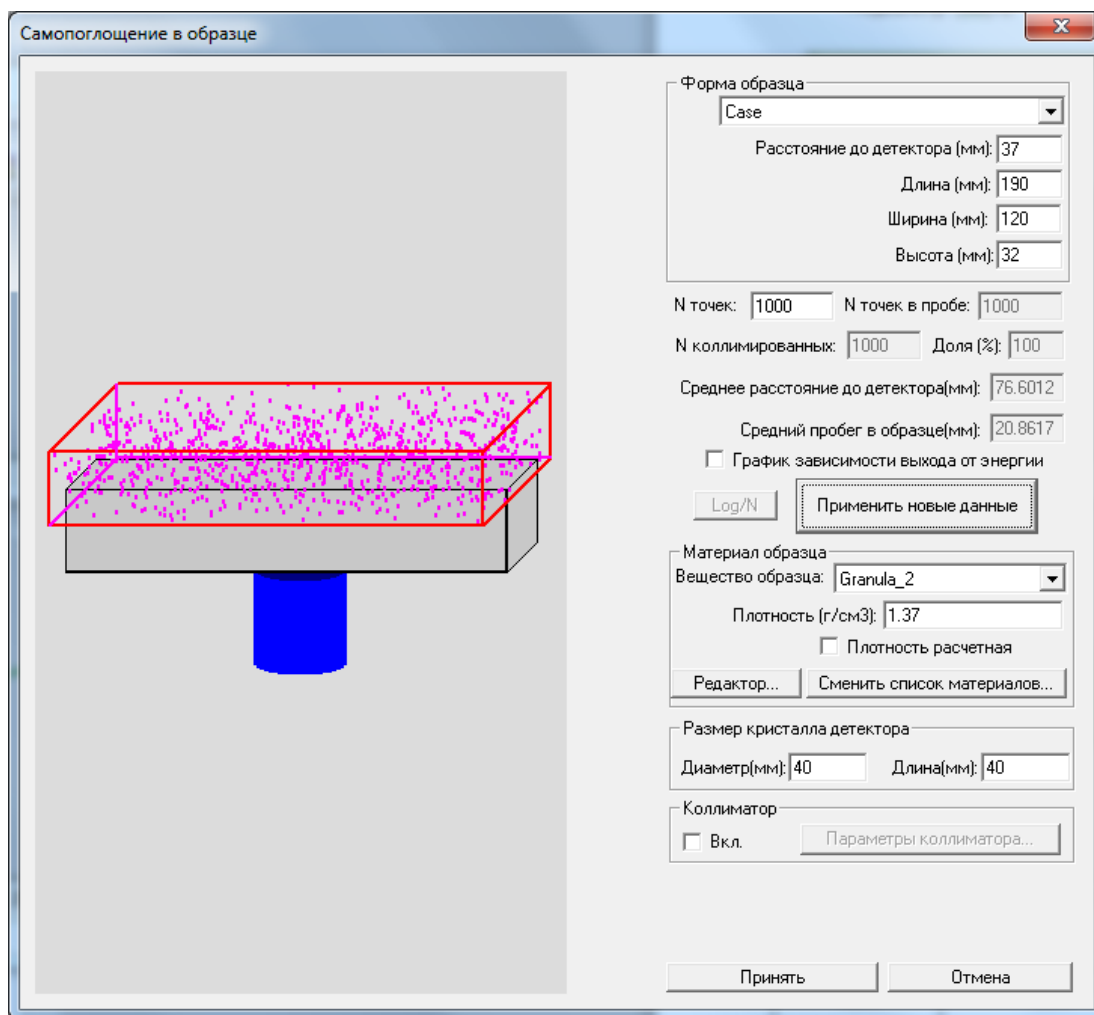 Самопоглощение в образце
Форма образца
Case
Расстояние до детектора (мм): 37
Длина (мм): 190
Ширина (мм): 120
Высота (мм): 32
N точек: 1000 N точек в пробе: 1000
N коллимированных: 1000 Доля (%): 100
Среднее расстояние до детектора(мм): 76.6012
Средний пробег в образце(мм): 20.8617
График зависимости выхода от энергии
Log/N Применить новые данные
Материал образца
Вещество образца: Granula_2
Плотность (г/см3): 1.37
Плотность расчетная
Редактор... Сменить список материалов...
Размер кристалла детектора
Диаметр(мм): 40 Длина(мм): 40
Коллиматор
Вкл. Параметры коллиматора...
Принять Отмена